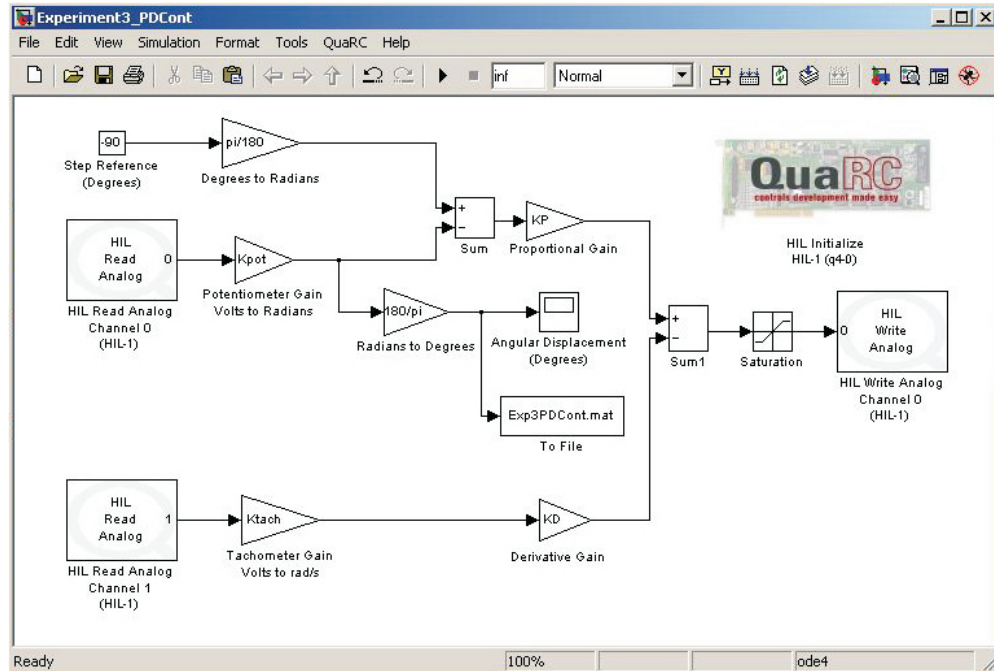 Experiment3_PDCont
File Edit View Simulation Format Tools QuaRC Help
inf
Normal
-90
Step Reference
(Degrees)
pi/180
Degrees to Radians
HIL
Read
Analog
0
HIL Read Analog
Channel 0
(HIL-1)
Kpot
Potentiometer Gain
Volts to Radians
+
−
Sum
KP
Proportional Gain
180/pi
Radians to Degrees
Angular Displacement
(Degrees)
Exp3PDCont.mat
To File
QuaRC
controls development made easy
HIL Initialize
HIL-1 (q4-0)
+
−
Sum1
Saturation
0
HIL
Write
Analog
HIL Write Analog
Channel 0
(HIL-1)
HIL
Read
Analog
1
HIL Read Analog
Channel 1
(HIL-1)
Ktach
Tachometer Gain
Volts to rad/s
KD
Derivative Gain
Ready
100%
ode4